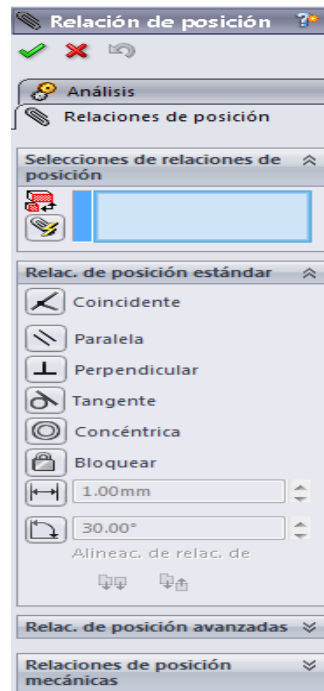 Relación de posición
Análisis
Relaciones de posición
Selecciones de relaciones de
posición
Relac. de posición estándar
Coincidente
Paralela
Perpendicular
Tangente
Concéntrica
Bloquear
1.00mm
30.00°
Alineac. de relac. de
Relac. de posición avanzadas
Relaciones de posición
mecánicas